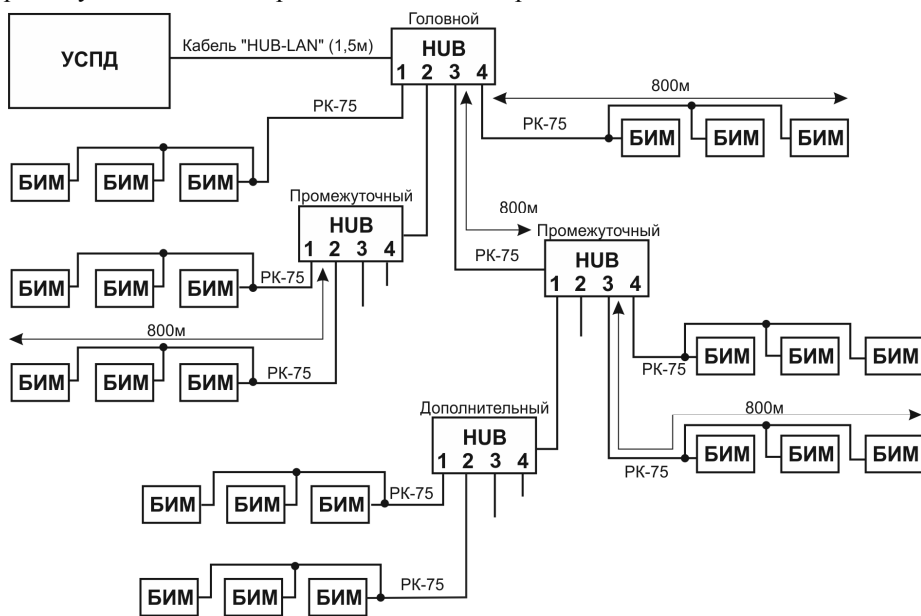 Головной
УСПД
Кабель "HUB-LAN" (1,5м)
HUB
1 2 3 4
800м
РК-75
РК-75
БИМ БИМ БИМ
БИМ БИМ БИМ
Промежуточный
HUB
1 2 3 4
800м
Промежуточный
HUB
1 2 3 4
РК-75
БИМ БИМ БИМ
РК-75
800м
БИМ БИМ БИМ
РК-75
БИМ БИМ БИМ
РК-75
800м
БИМ БИМ БИМ
РК-75
Дополнительный
HUB
1 2 3 4
БИМ БИМ БИМ
РК-75
БИМ БИМ БИМ
РК-75